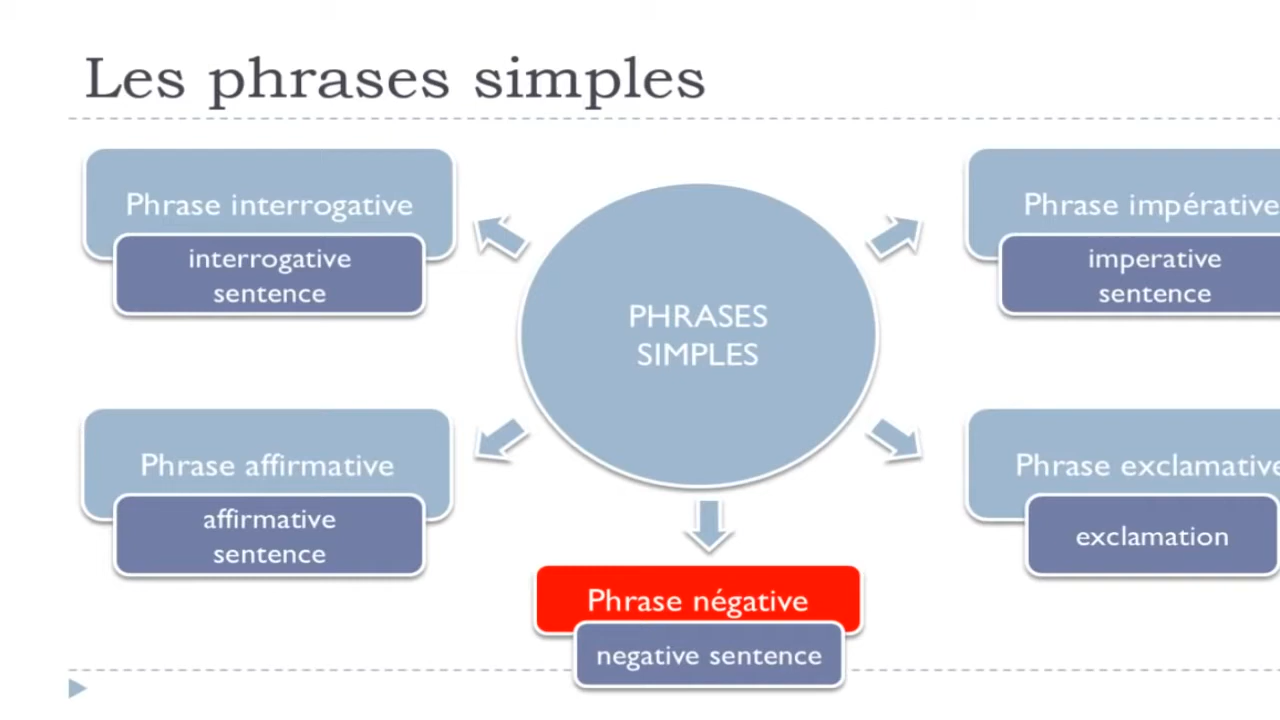 Les phrases simples
Phrase interrogative
interrogative
sentence
Phrase impérative
imperative
sentence
PHRASES
SIMPLES
Phrase affirmative
affirmative
sentence
Phrase exclamative
exclamation
Phrase négative
negative sentence